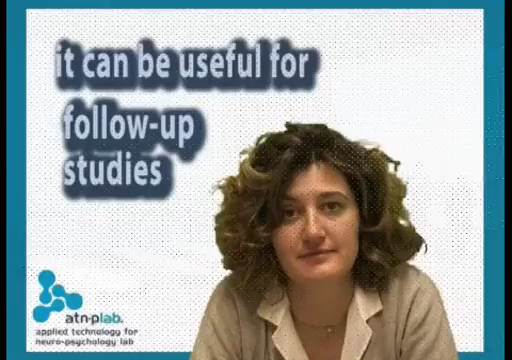 it can be useful for
follow-up
studies
atn-plab.
applied technology for
neuro-psychology lab